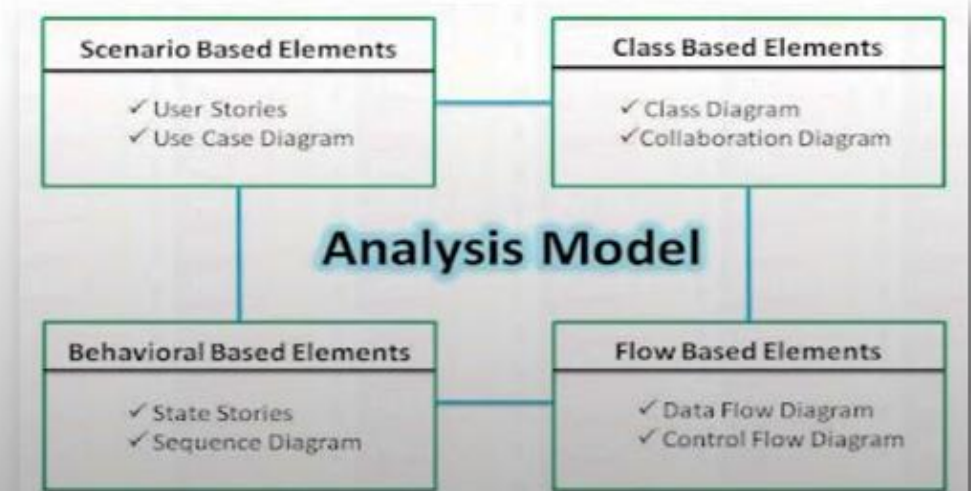 Scenario Based Elements
✓ User Stories
✓ Use Case Diagram
Class Based Elements
✓ Class Diagram
✓Collaboration Diagram
Analysis Model
Behavioral Based Elements
✓ State Stories
✓ Sequence Diagram
Flow Based Elements
✓ Data Flow Diagram
✓ Control Flow Diagram